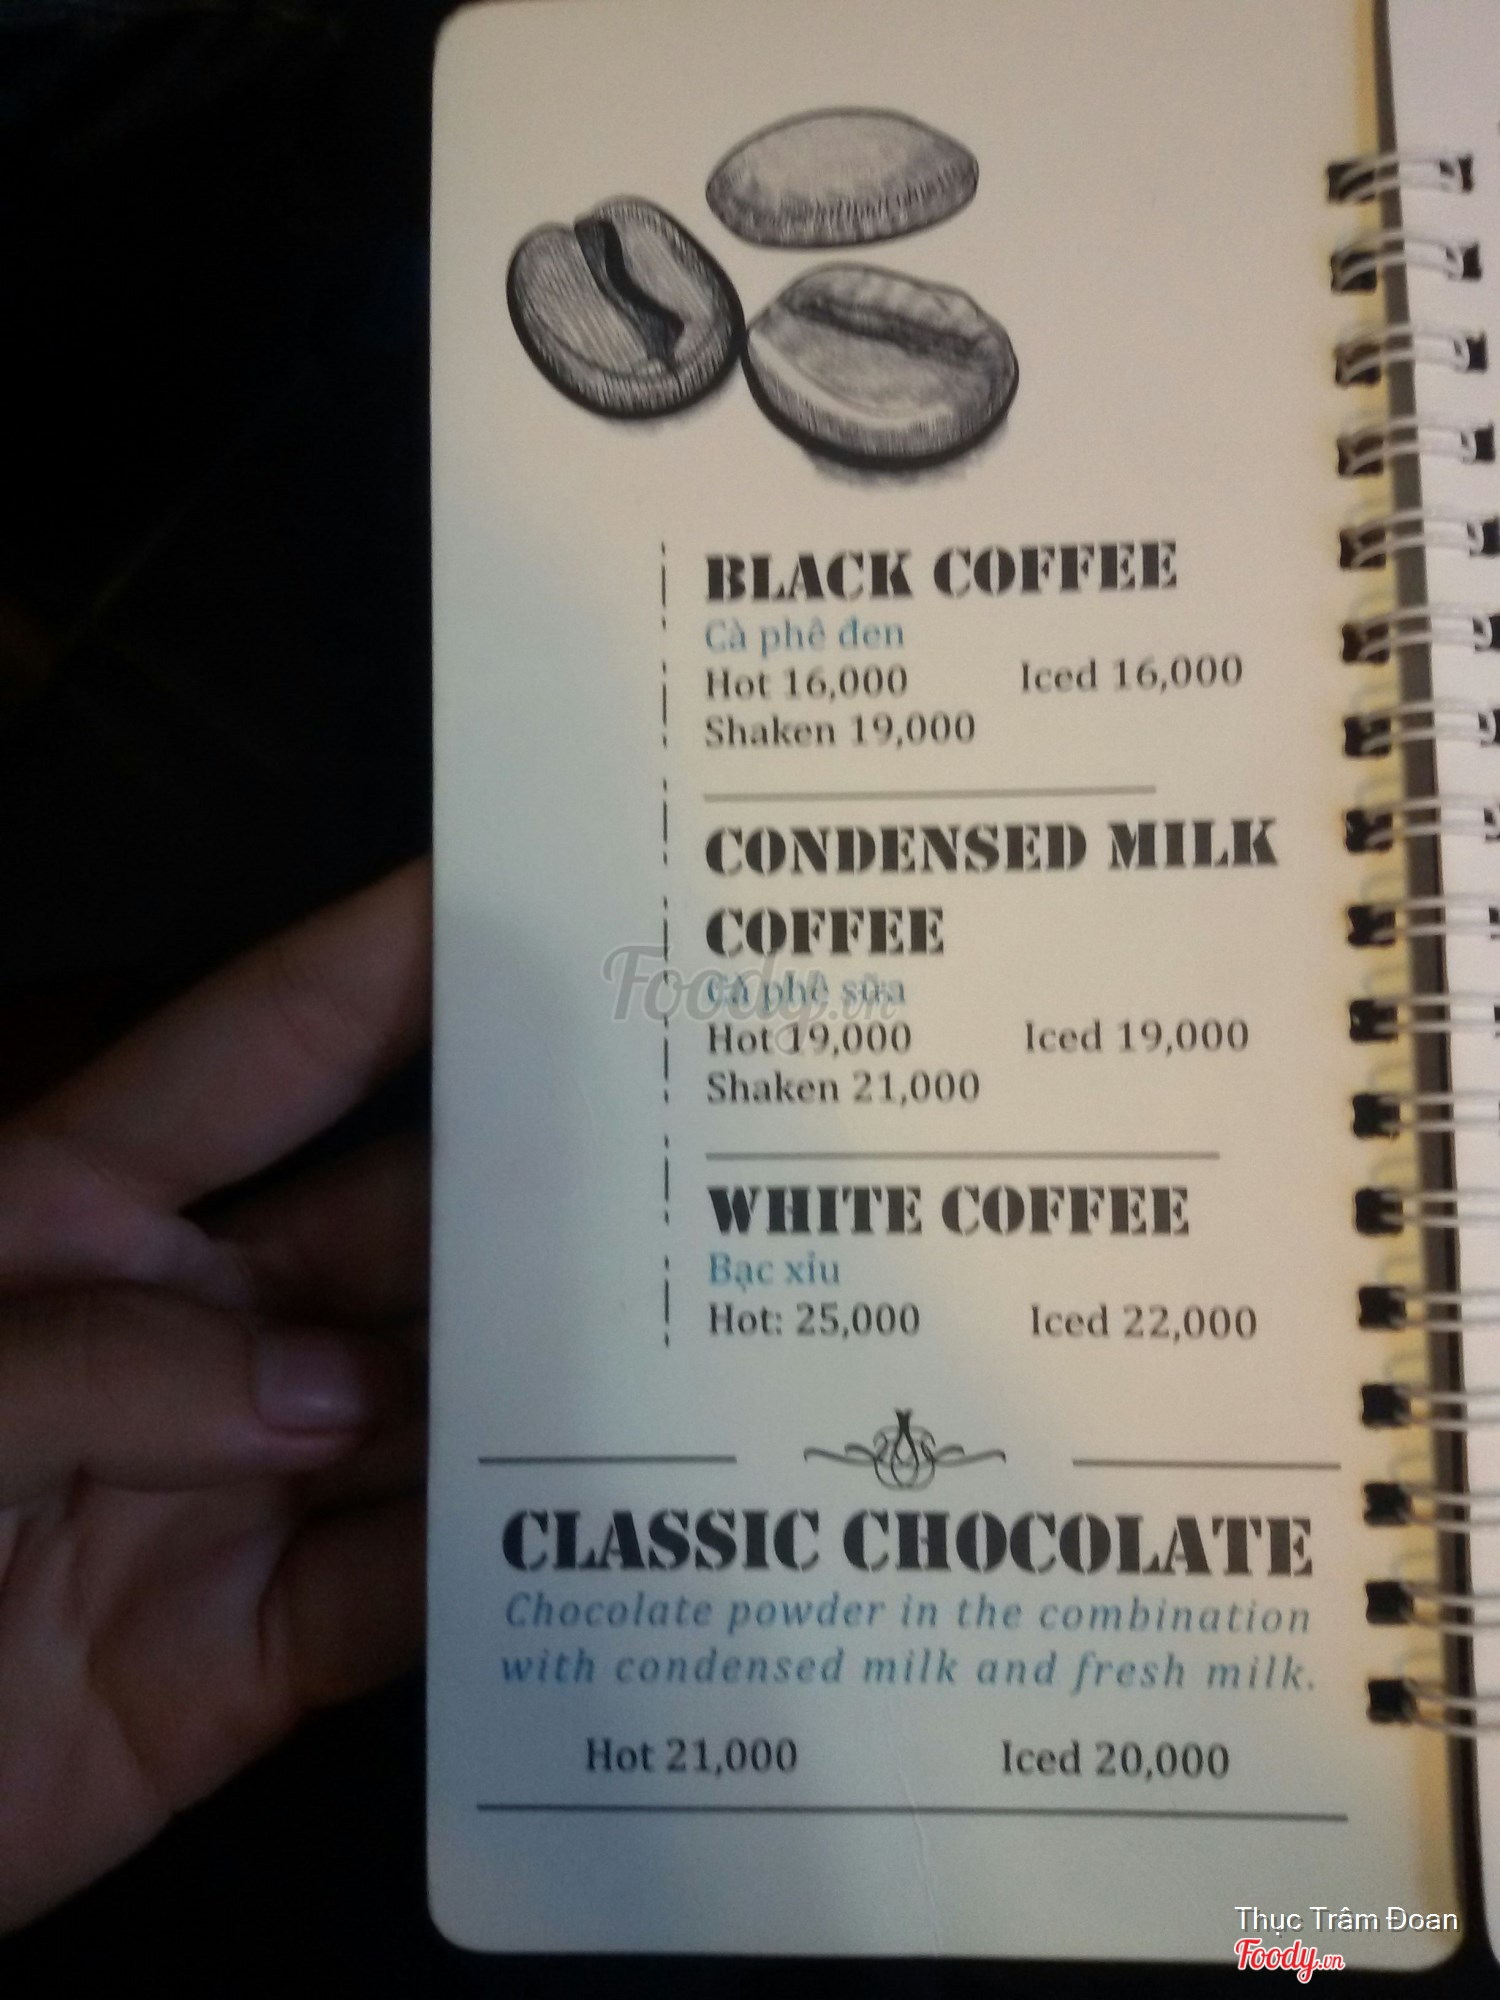 BLACK COFFEE
Cà phê đen
Hot 16,000 Iced 16,000
Shaken 19,000
CONDENSED MILK
COFFEE
Cà phê sữa
Foody.vn
Hot 19,000 Iced 19,000
Shaken 21,000
WHITE COFFEE
Bạc xỉu
Hot: 25,000 Iced 22,000
CLASSIC CHOCOLATE
Chocolate powder in the combination
with condensed milk and fresh milk.
Hot 21,000 Iced 20,000
Thục Trâm Đoan
Foody.vn